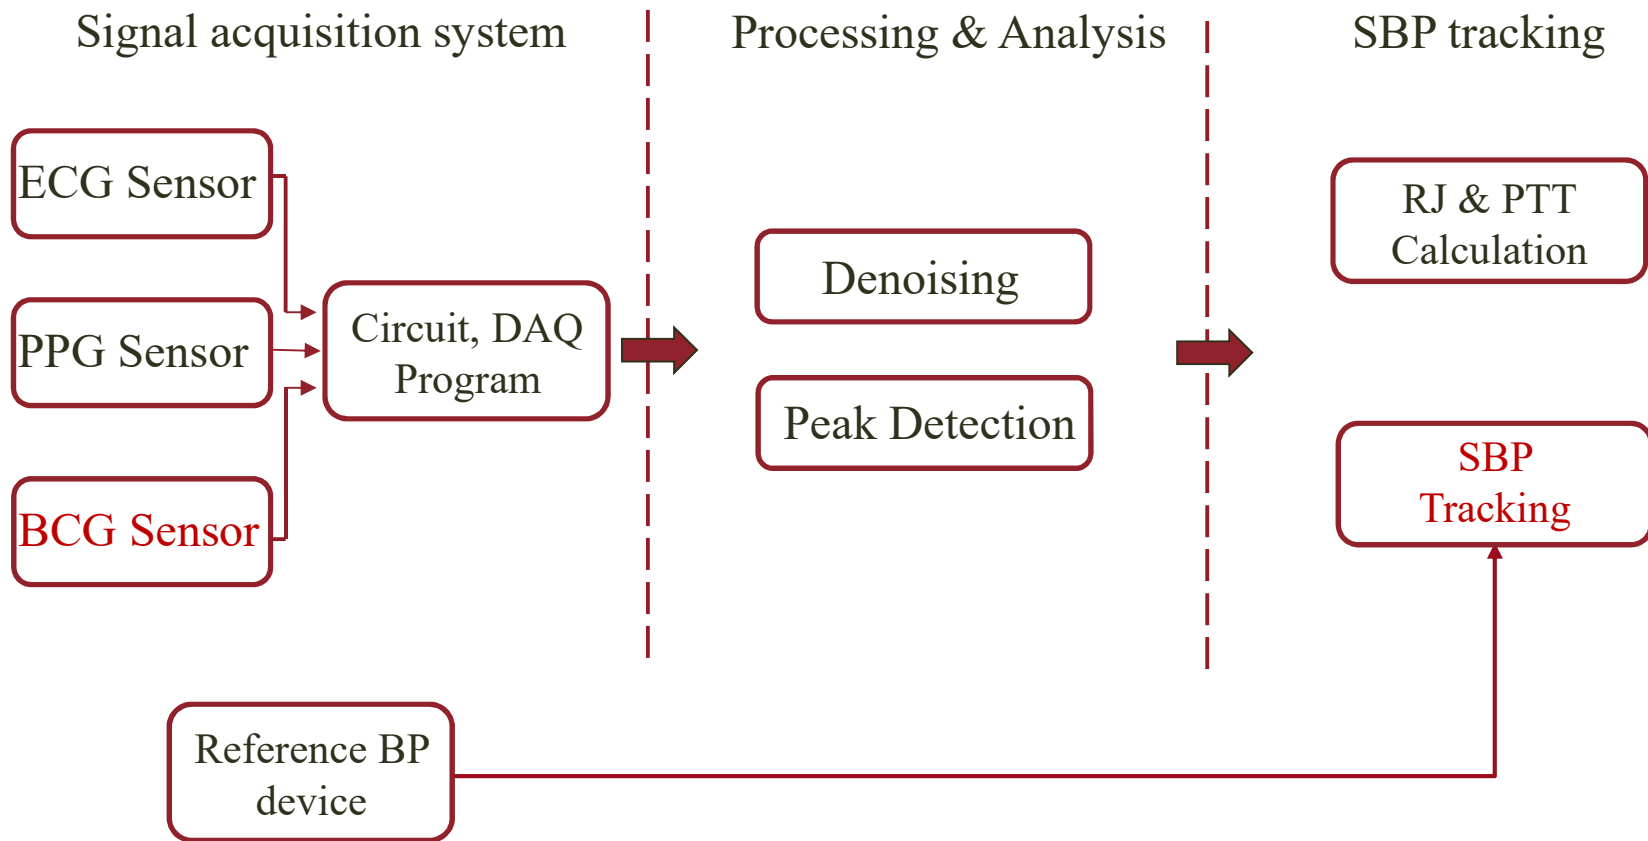 Signal acquisition system
Processing & Analysis
SBP tracking
ECG Sensor
PPG Sensor
BCG Sensor
Circuit, DAQ
Program
Denoising
Peak Detection
RJ & PTT
Calculation
SBP
Tracking
Reference BP
device